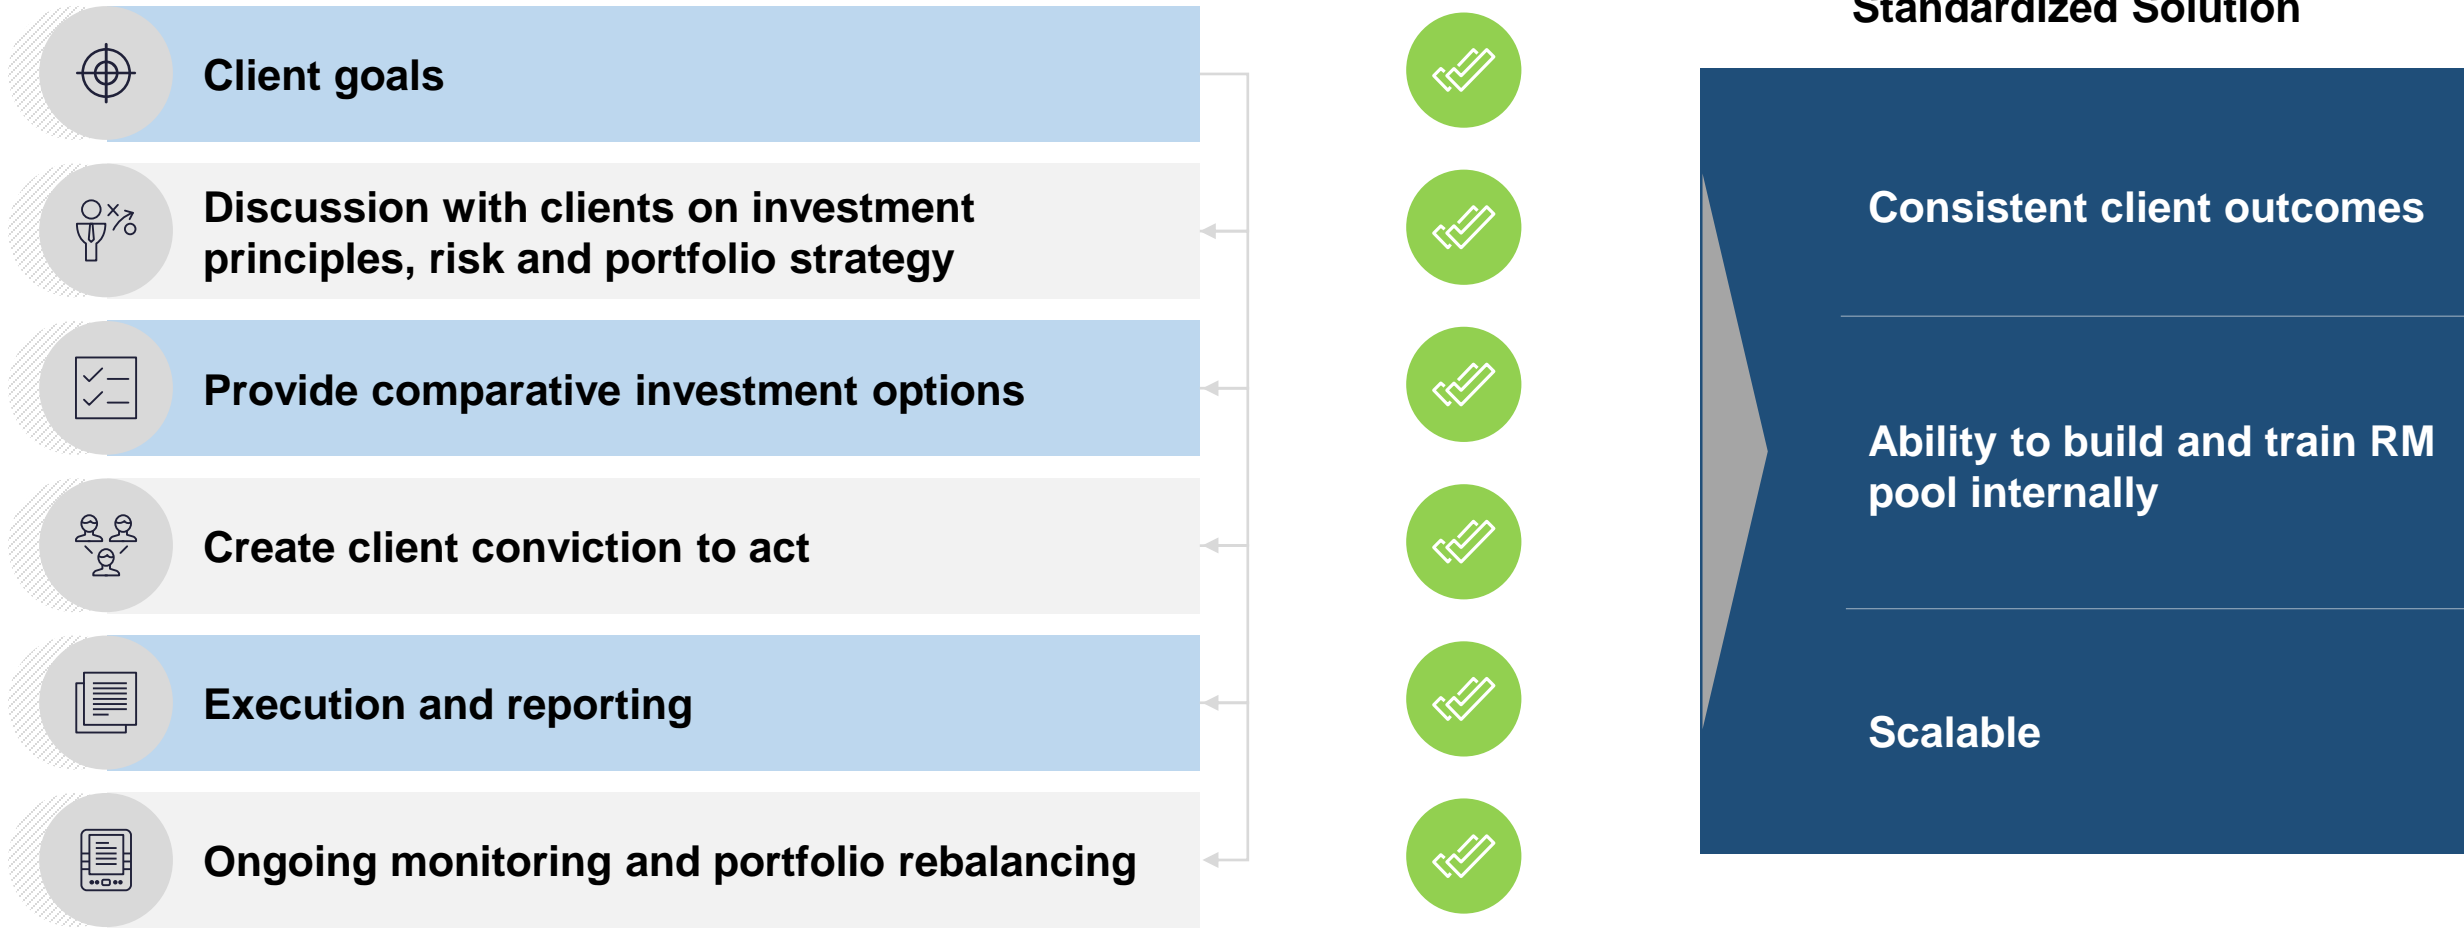 Standardized Solution
Client goals
Discussion with clients on investment
principles, risk and portfolio strategy
Provide comparative investment options
Create client conviction to act
Execution and reporting
Ongoing monitoring and portfolio rebalancing
Consistent client outcomes
Ability to build and train RM
pool internally
Scalable